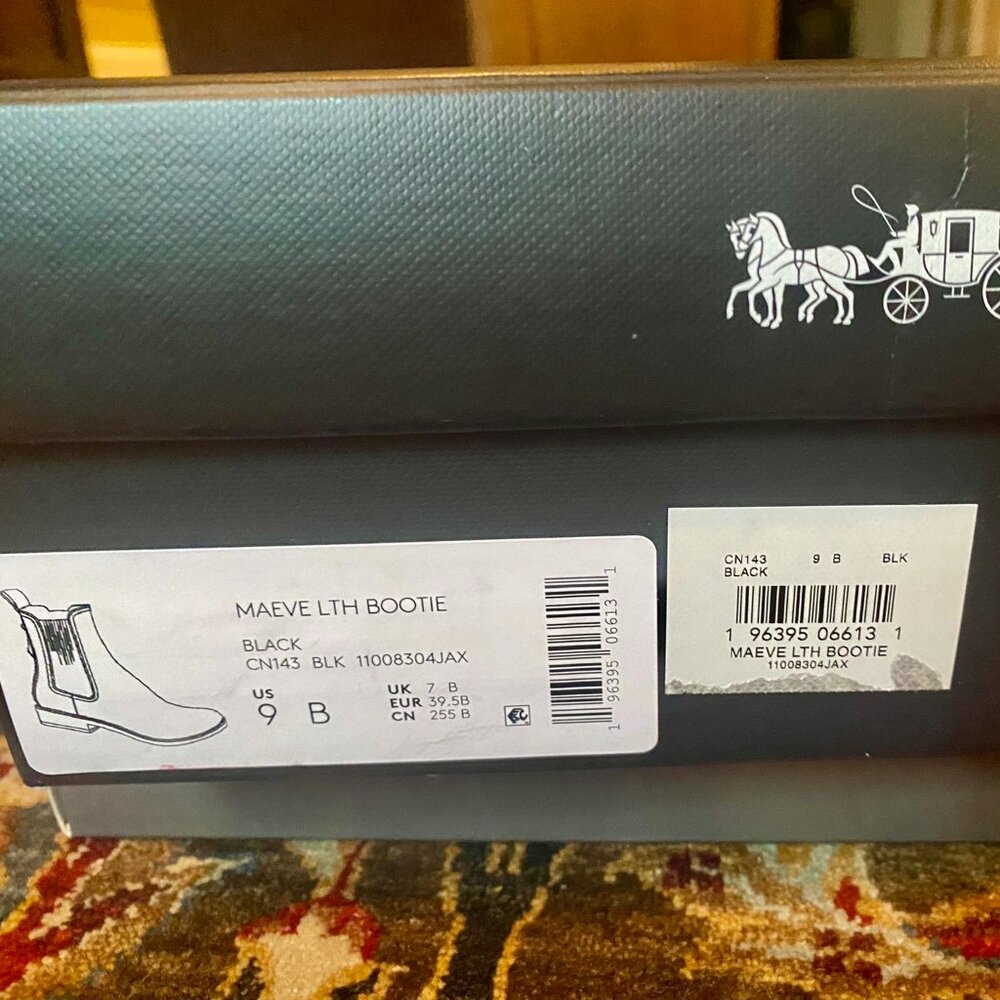 MAEVE LTH BOOTIE
BLACK
CN143 BLK 11008304JAX
US
9 B
UK 7 B
EUR 39.5B
CN 255 B
1 96395 06613 1
CN143 9 B BLK
BLACK
1 96395 06613 1
MAEVE LTH BOOTIE
11008304JAX